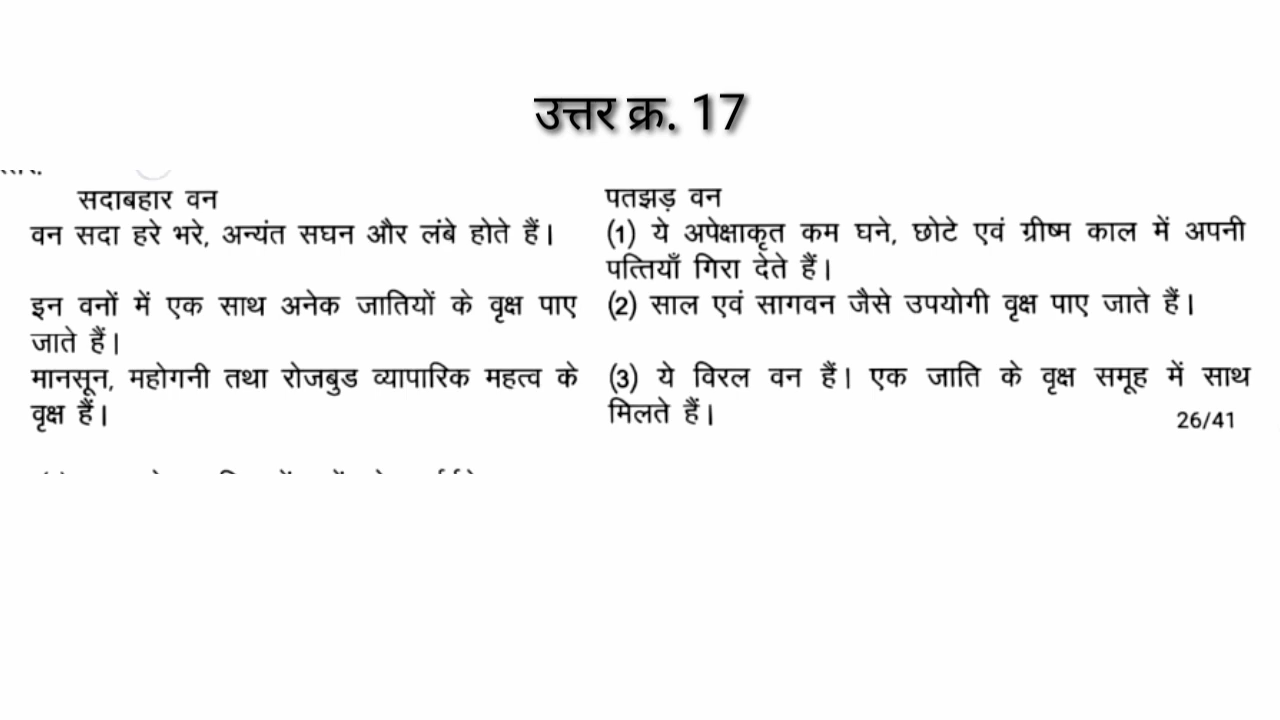 उत्तर क्र. 17
सदाबहार वन
वन सदा हरे भरे, अन्यंत सघन और लंबे होते हैं।
इन वनों में एक साथ अनेक जातियों के वृक्ष पाए
जाते हैं।
मानसून, महोगनी तथा रोजबुड व्यापारिक महत्व के
वृक्ष हैं।
पतझड़ वन
(1) ये अपेक्षाकृत कम घने, छोटे एवं ग्रीष्म काल में अपनी
पत्तियाँ गिरा देते हैं।
(2) साल एवं सागवन जैसे उपयोगी वृक्ष पाए जाते हैं।
(3) ये विरल वन हैं। एक जाति के वृक्ष समूह में साथ
मिलते हैं।
26/41